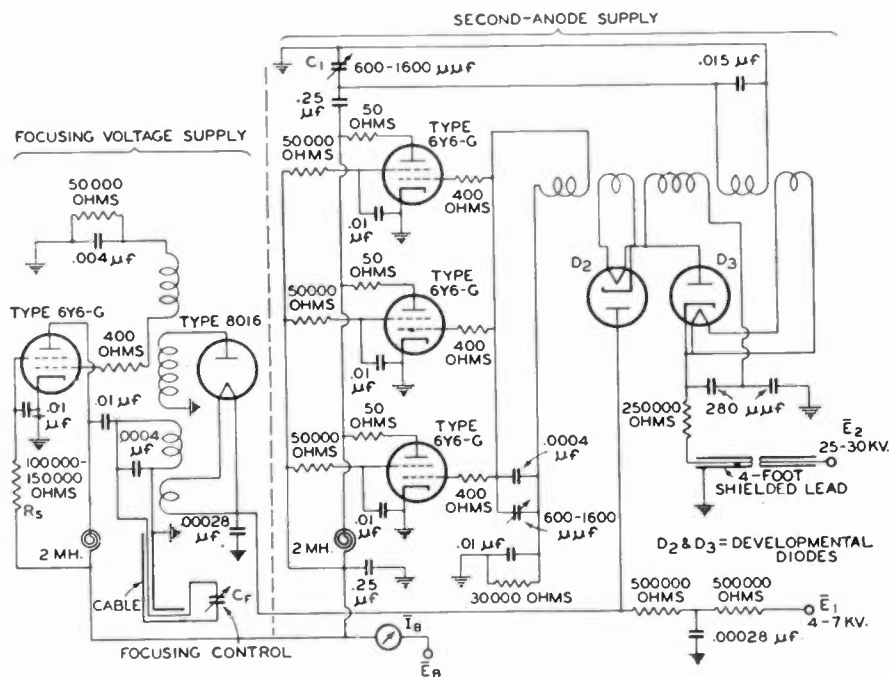 SECOND-ANODE SUPPLY
C1
600-1600 μμf
.015 μf
.25
μf
50
OHMS
TYPE
6Y6-G
50000
OHMS
400
OHMS
.01
μf
FOCUSING VOLTAGE SUPPLY
50000
OHMS
.004 μf
TYPE 6Y6-G
400
OHMS
TYPE 8016
.01
μf
.01 μf
.0004
μf
100000-
150000
OHMS
RS
2 MH.
.00028
μf
CABLE
CF
FOCUSING CONTROL
50
OHMS
TYPE
6Y6-G
50000
OHMS
400
OHMS
.01
μf
50
OHMS
TYPE
6Y6-G
50000
OHMS
400
OHMS
.01
μf
.0004
μf
600-1600
μμf
2 MH.
.25
μf
.01 μf
30000 OHMS
D2
D3
280 μμf
250000
OHMS
Ē2
25-30KV.
4-FOOT
SHIELDED LEAD
D2 & D3 = DEVELOPMENTAL
DIODES
500000
OHMS
500000
OHMS
Ē1
4-7KV.
.00028 μf
ĪB
ĒB